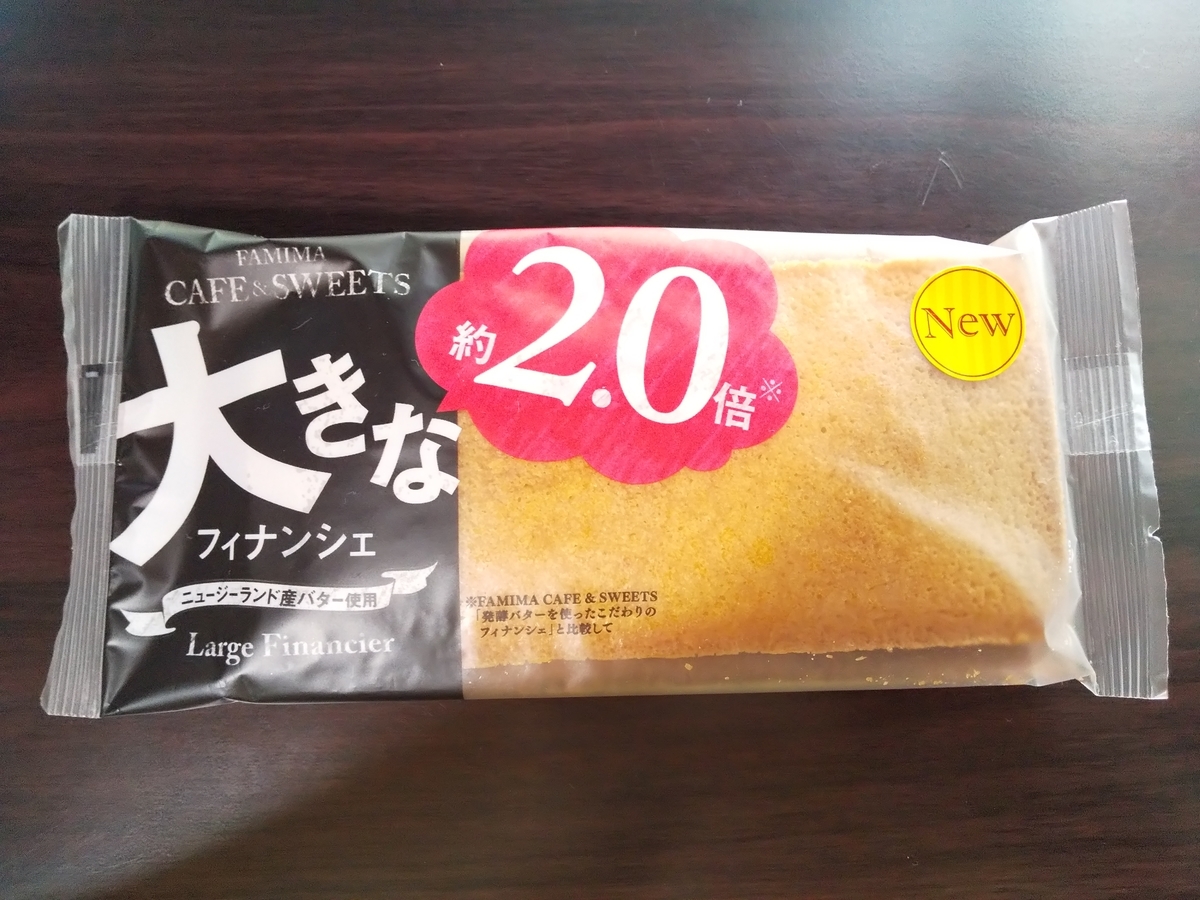 FAMIMA
CAFE & SWEETS
大きな
フィナンシェ
ニュージーランド産バター使用
Large Financier
約2.0倍※
New
※FAMIMA CAFE & SWEETS
「発酵バターを使ったこだわりの
フィナンシェ」と比較して